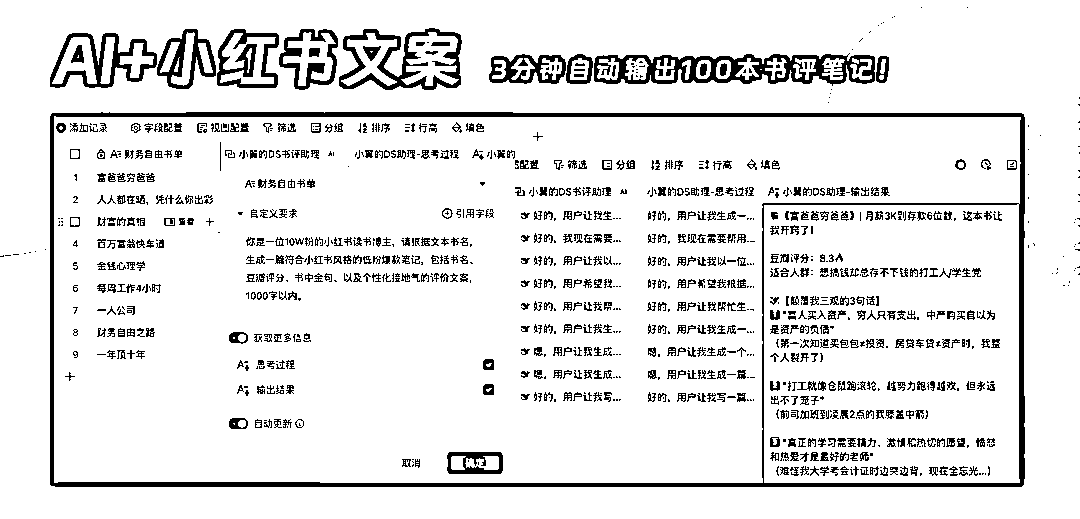 AI+小红书文案
3分钟自动输出100本书评笔记!
添加记录 字段配置 视图配置 筛选 分组 排序 行高 填色
财务自由书单
1 富爸爸穷爸爸
2 人人都在晒,凭什么你出彩
财富的真相 查看
4 百万富翁快车道
5 金钱心理学
6 每周工作4小时
7 一人公司
8 财务自由之路
9 一年顶十年
小翼的DS书评助理 AI 小翼的DS助理-思考过程 小翼的
财务自由书单
自定义要求 引用字段
你是一位10W粉的小红书读书博主,请根据文本书名,
生成一篇符合小红书风格的低粉爆款笔记,包括书名、
豆瓣评分、书中金句、以及个性化接地气的评价文案,
1000字以内。
获取更多信息
思考过程
输出结果
自动更新
取消 确定
配置 筛选 分组 排序 行高 填色
小翼的DS书评助理 AI 小翼的DS助理-思考过程 小翼的DS助理-输出结果
好的,用户让我生... 好的,用户让我生成一...
好的,我现在需要... 好的,我现在需要帮用...
好的,用户让我以... 好的,用户让我以一位...
好的,用户希望我... 好的,用户希望我根据...
好的,用户让我帮... 好的,用户让我帮忙生...
好的,用户让我生... 好的,用户让我生成一...
嗯,用户让我生成... 嗯,用户让我生成一个...
嗯,用户让我生成... 嗯,用户让我生成一篇...
好的,用户让我写... 好的,用户让我写一篇...
《富爸爸穷爸爸》| 月薪3K到存款6位数,这本书让
我开窍了!
豆瓣评分:8.3
适合人群:想搞钱却总存不下钱的打工人/学生党
【颠覆我三观的3句话】
1 "富人买入资产,穷人只有支出,中产购买自以为
是资产的负债"
(第一次知道买包包≠投资,房贷车贷≠资产时,我整
个人裂开了)
2 "打工就像仓鼠跑滚轮,越努力跑得越欢,但永远
出不了笼子"
(前司加班到凌晨2点的我膝盖中箭)
3 "真正的学习需要精力、激情和热切的愿望,愤怒
和热爱才是最好的老师"
(难怪我大学考会计证时边哭边背,现在全忘光...)